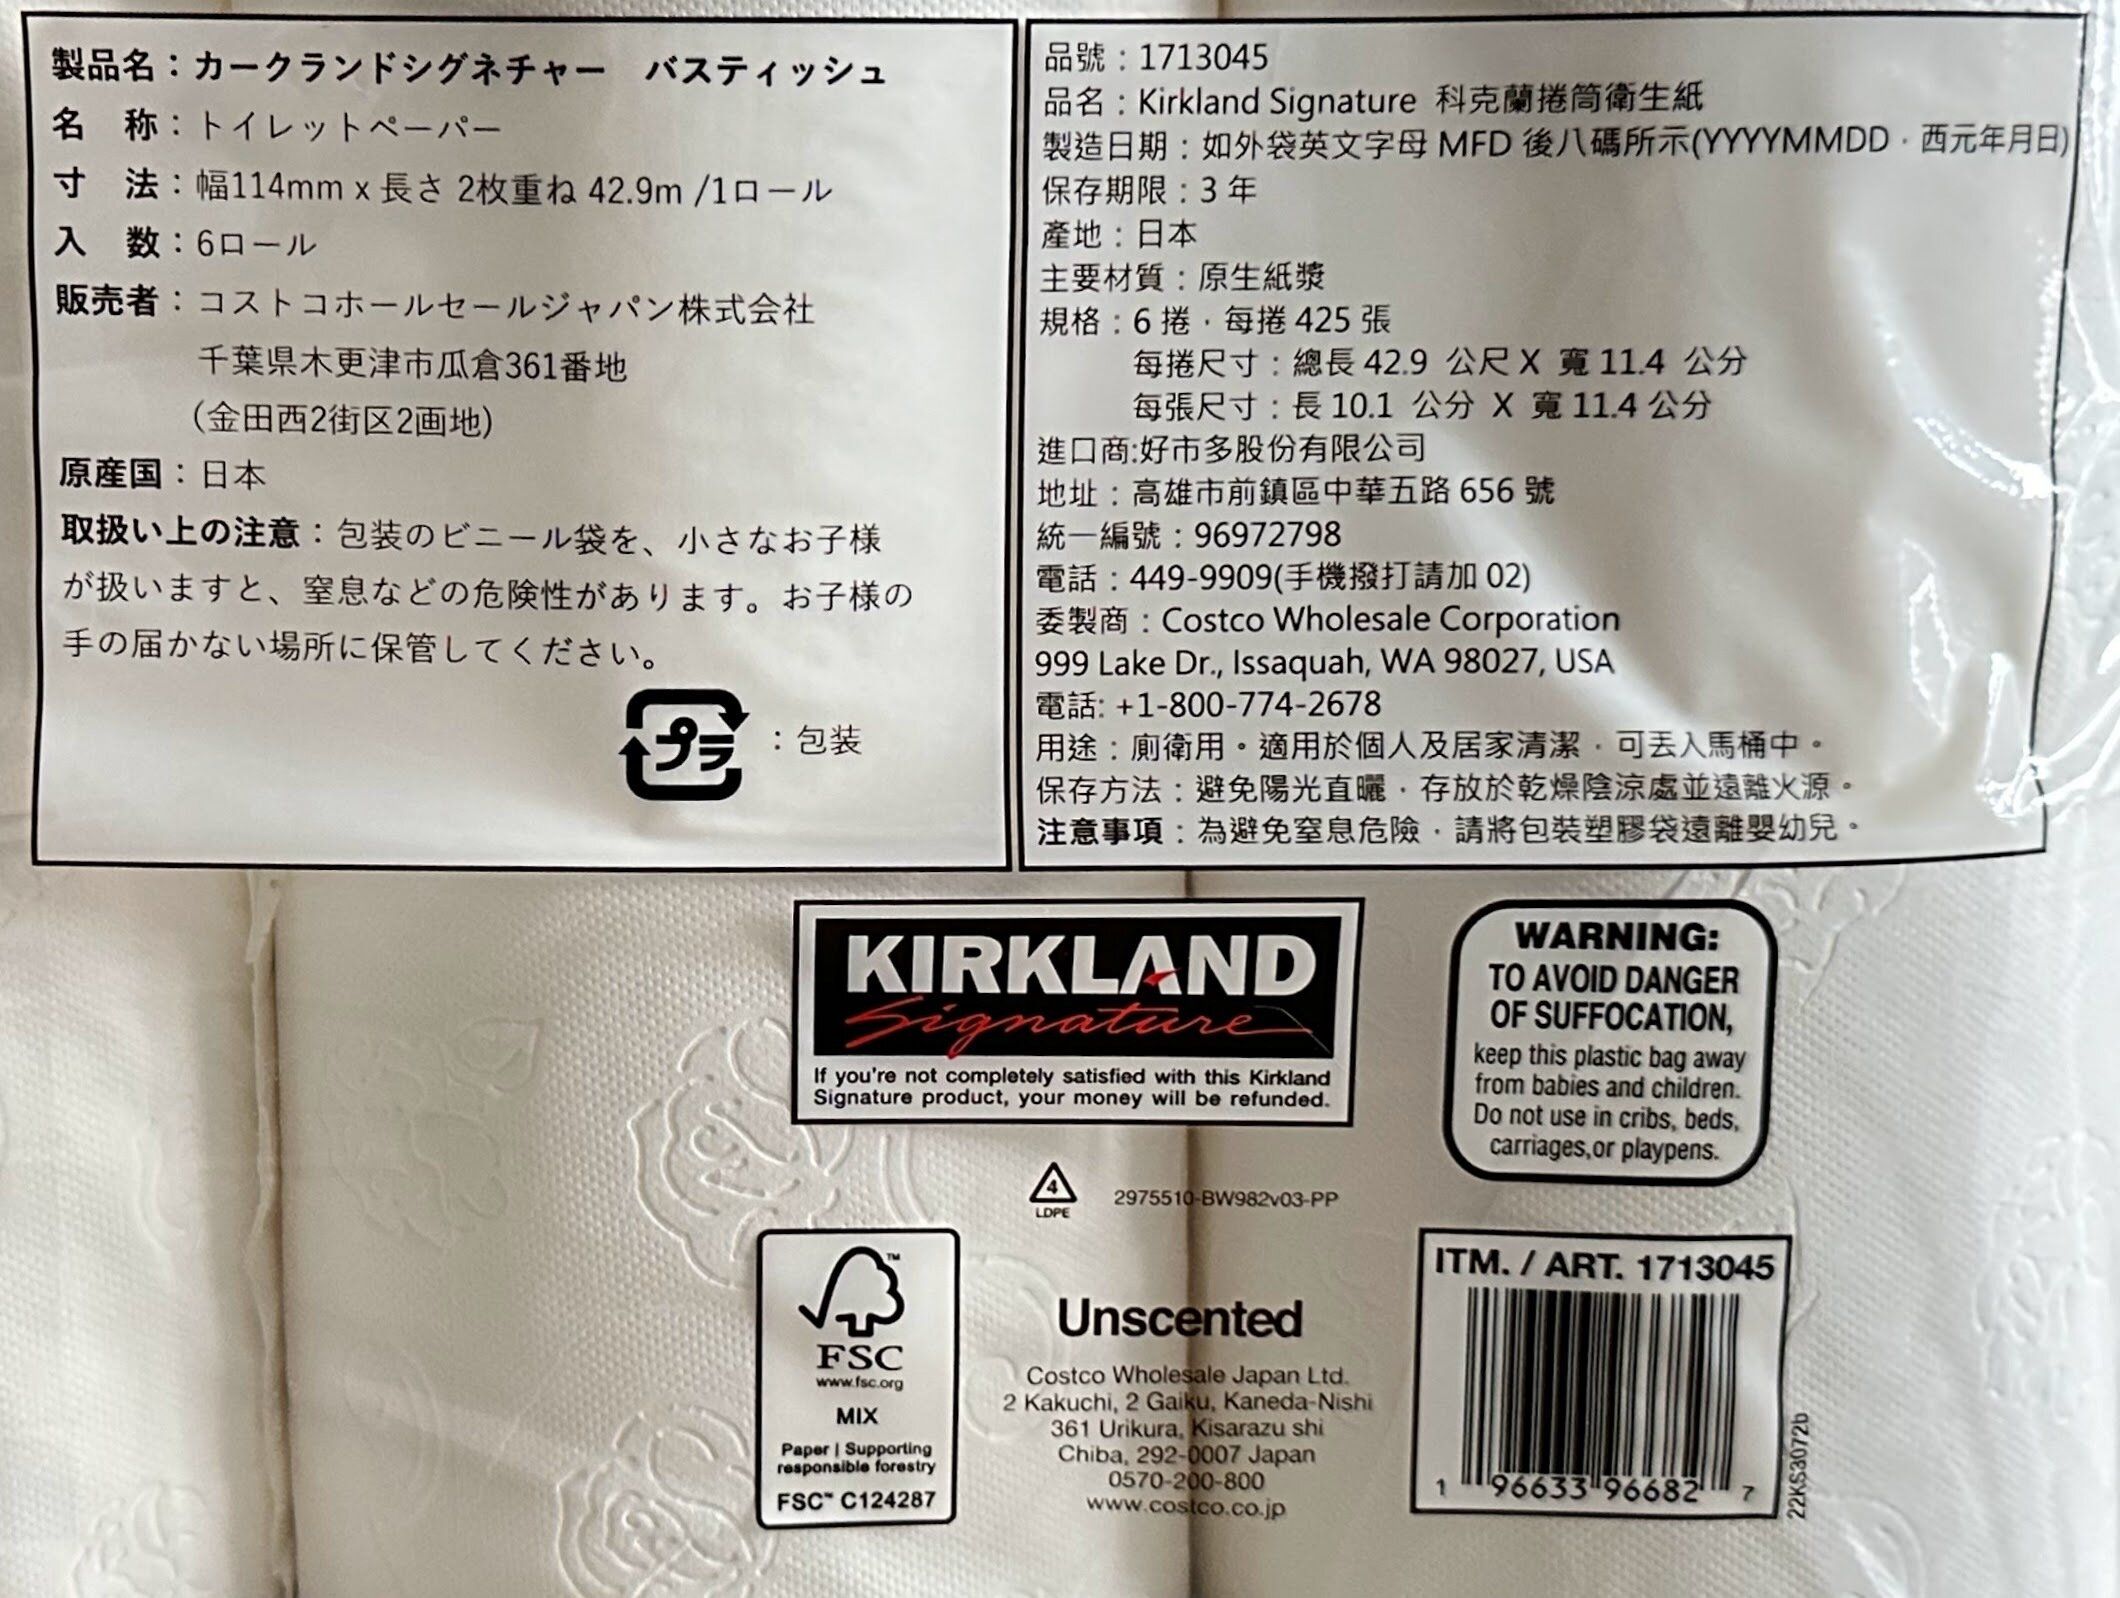 製品名：カークランドシグネチャー　バスティッシュ
名　称：トイレットペーパー
寸　法：幅114mm x 長さ 2枚重ね 42.9m /1ロール
入　数：6ロール
販売者：コストコホールセールジャパン株式会社
千葉県木更津市瓜倉361番地
(金田西2街区2画地)
原産国：日本
取扱い上の注意：包装のビニール袋を、小さなお子様
が扱いますと、窒息などの危険性があります。お子様の
手の届かない場所に保管してください。
プラ：包装
品號：1713045
品名：Kirkland Signature 科克蘭捲筒衛生紙
製造日期：如外袋英文字母 MFD 後八碼所示(YYYYMMDD，西元年月日)
保存期限：3 年
產地：日本
主要材質：原生紙漿
規格：6 捲，每捲 425 張
每捲尺寸：總長 42.9 公尺 X 寬 11.4 公分
每張尺寸：長 10.1 公分 X 寬 11.4 公分
進口商:好市多股份有限公司
地址：高雄市前鎮區中華五路 656 號
統一編號：96972798
電話：449-9909(手機撥打請加 02)
委製商：Costco Wholesale Corporation
999 Lake Dr., Issaquah, WA 98027, USA
電話: +1-800-774-2678
用途：廁衛用。適用於個人及居家清潔，可丟入馬桶中。
保存方法：避免陽光直曬，存放於乾燥陰涼處並遠離火源。
注意事項：為避免窒息危險，請將包裝塑膠袋遠離嬰幼兒。
KIRKLAND
Signature
If you're not completely satisfied with this Kirkland
Signature product, your money will be refunded.
WARNING:
TO AVOID DANGER
OF SUFFOCATION,
keep this plastic bag away
from babies and children.
Do not use in cribs, beds,
carriages,or playpens.
4
LDPE
2975510-BW982v03-PP
FSC™
www.fsc.org
MIX
Paper | Supporting
responsible forestry
FSC™ C124287
Unscented
Costco Wholesale Japan Ltd.
2 Kakuchi, 2 Gaiku, Kaneda-Nishi
361 Urikura, Kisarazu shi
Chiba, 292-0007 Japan
0570-200-800
www.costco.co.jp
ITM. / ART. 1713045
1 96633 96682 7
22KS3072b